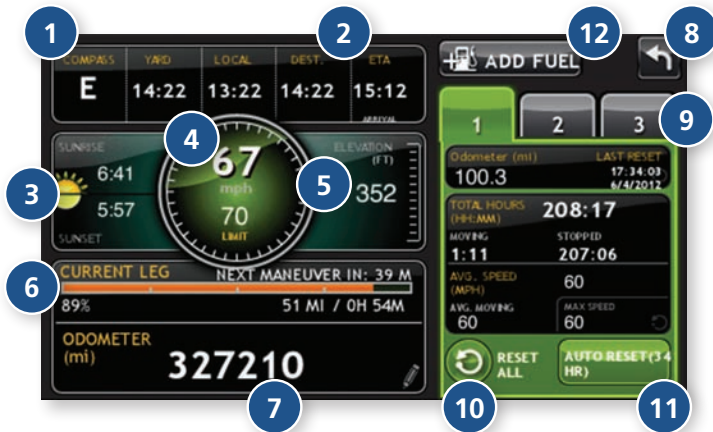 1
2
12
8
COMPASS YARD LOCAL DEST. ETA
E 14:22 13:22 14:22 15:12
ARRIVAL
+ ADD FUEL
1 2 3
9
4
5
3
SUNRISE
6:41
5:57
SUNSET
67
mph
70
LIMIT
ELEVATION
(FT)
352
Odometer (mi) LAST RESET
100.3 17:34:03
6/4/2012
TOTAL HOURS
(HH:MM) 208:17
MOVING STOPPED
1:11 207:06
AVG. SPEED
(MPH) 60
AVG. MOVING MAX SPEED
60 60
6
CURRENT LEG NEXT MANEUVER IN: 39 M
89% 51 MI / 0H 54M
ODOMETER
(mi)
327210
RESET
ALL
AUTO RESET(34
HR)
7
10
11